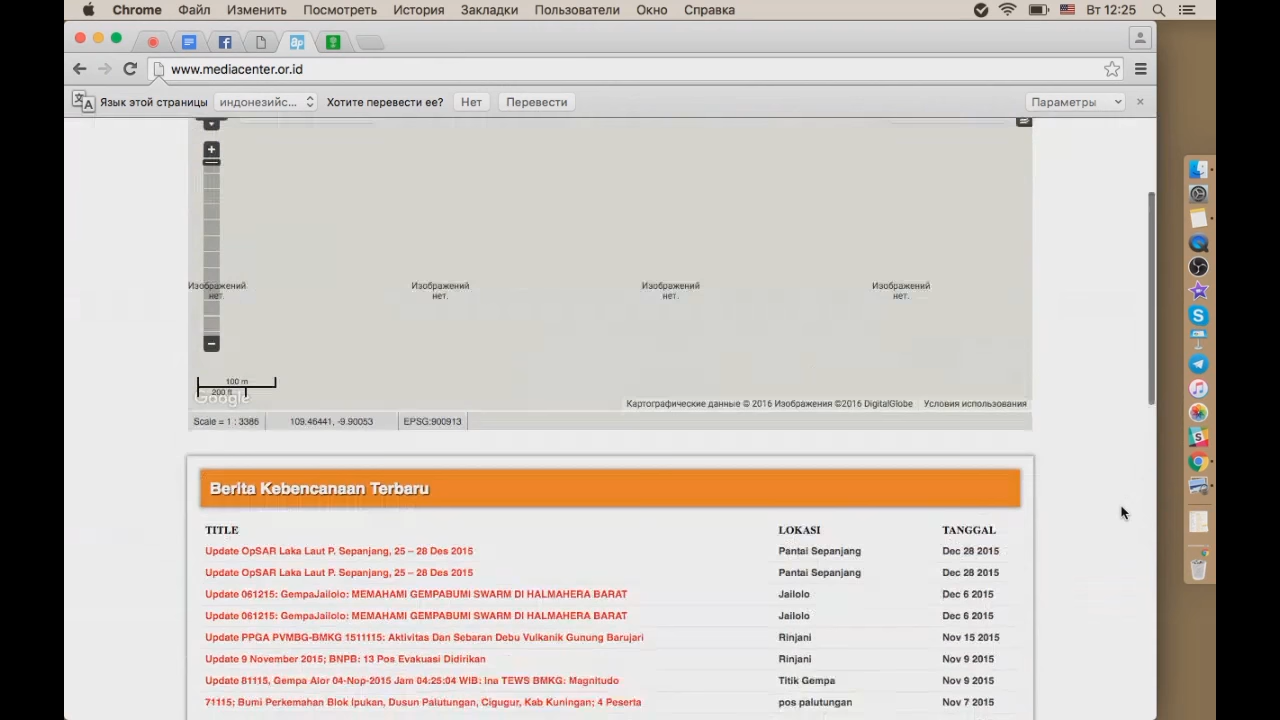 Chrome Файл Изменить Посмотреть История Закладки Пользователи Окно Справка Вт 12:25
www.mediacenter.or.id
Язык этой страницы индонезийс... Хотите перевести ее? Нет Перевести Параметры
Изображений нет. Изображений нет. Изображений нет. Изображений нет.
100 m
200 ft
Google
Картографические данные © 2016 Изображения ©2016 DigitalGlobe Условия использования
Scale = 1 : 3385 109.46441, -9.90053 EPSG:900913
Berita Kebencanaan Terbaru
TITLE LOKASI TANGGAL
Update OpSAR Laka Laut P. Sepanjang, 25 – 28 Des 2015 Pantai Sepanjang Dec 28 2015
Update OpSAR Laka Laut P. Sepanjang, 25 – 28 Des 2015 Pantai Sepanjang Dec 28 2015
Update 061215: GempaJailolo: MEMAHAMI GEMPABUMI SWARM DI HALMAHERA BARAT Jailolo Dec 6 2015
Update 061215: GempaJailolo: MEMAHAMI GEMPABUMI SWARM DI HALMAHERA BARAT Jailolo Dec 6 2015
Update PPGA PVMBG-BMKG 1511115: Aktivitas Dan Sebaran Debu Vulkanik Gunung Barujari Rinjani Nov 15 2015
Update 9 November 2015; BNPB: 13 Pos Evakuasi Didirikan Rinjani Nov 9 2015
Update 81115, Gempa Alor 04-Nop-2015 Jam 04:25:04 WIB: Ina TEWS BMKG: Magnitudo Titik Gempa Nov 9 2015
71115; Bumi Perkemahan Blok Ipukan, Dusun Palutungan, Cigugur, Kab Kuningan; 4 Peserta pos palutungan Nov 7 2015